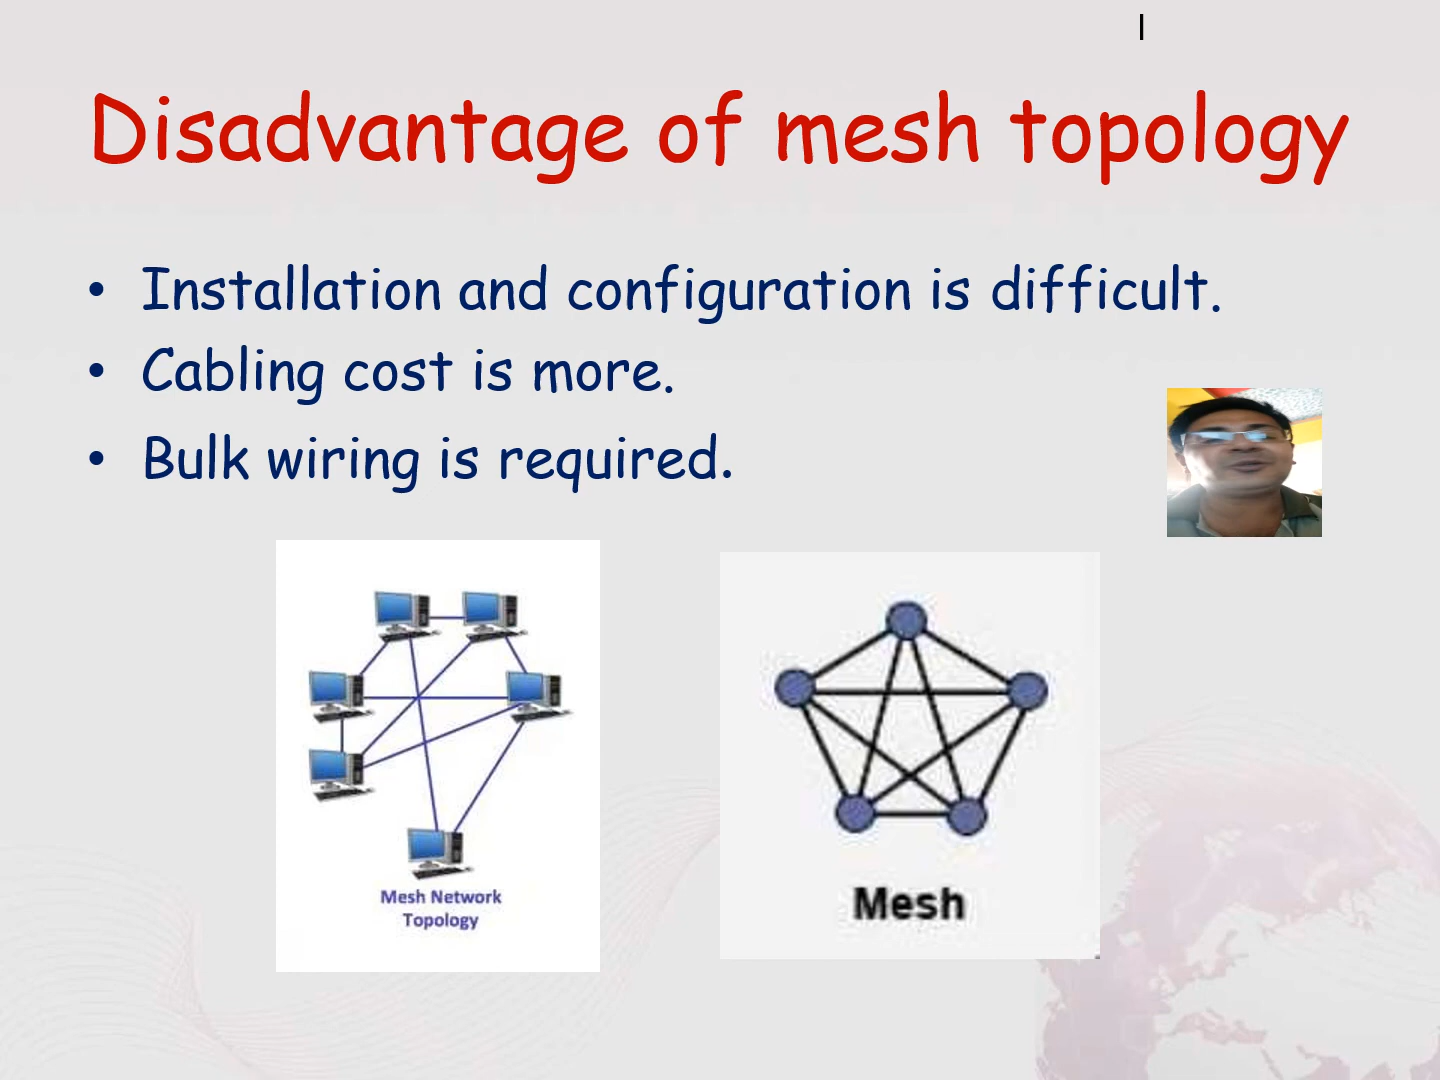 Disadvantage of mesh topology
• Installation and configuration is difficult.
• Cabling cost is more.
• Bulk wiring is required.
Mesh Network
Topology
Mesh